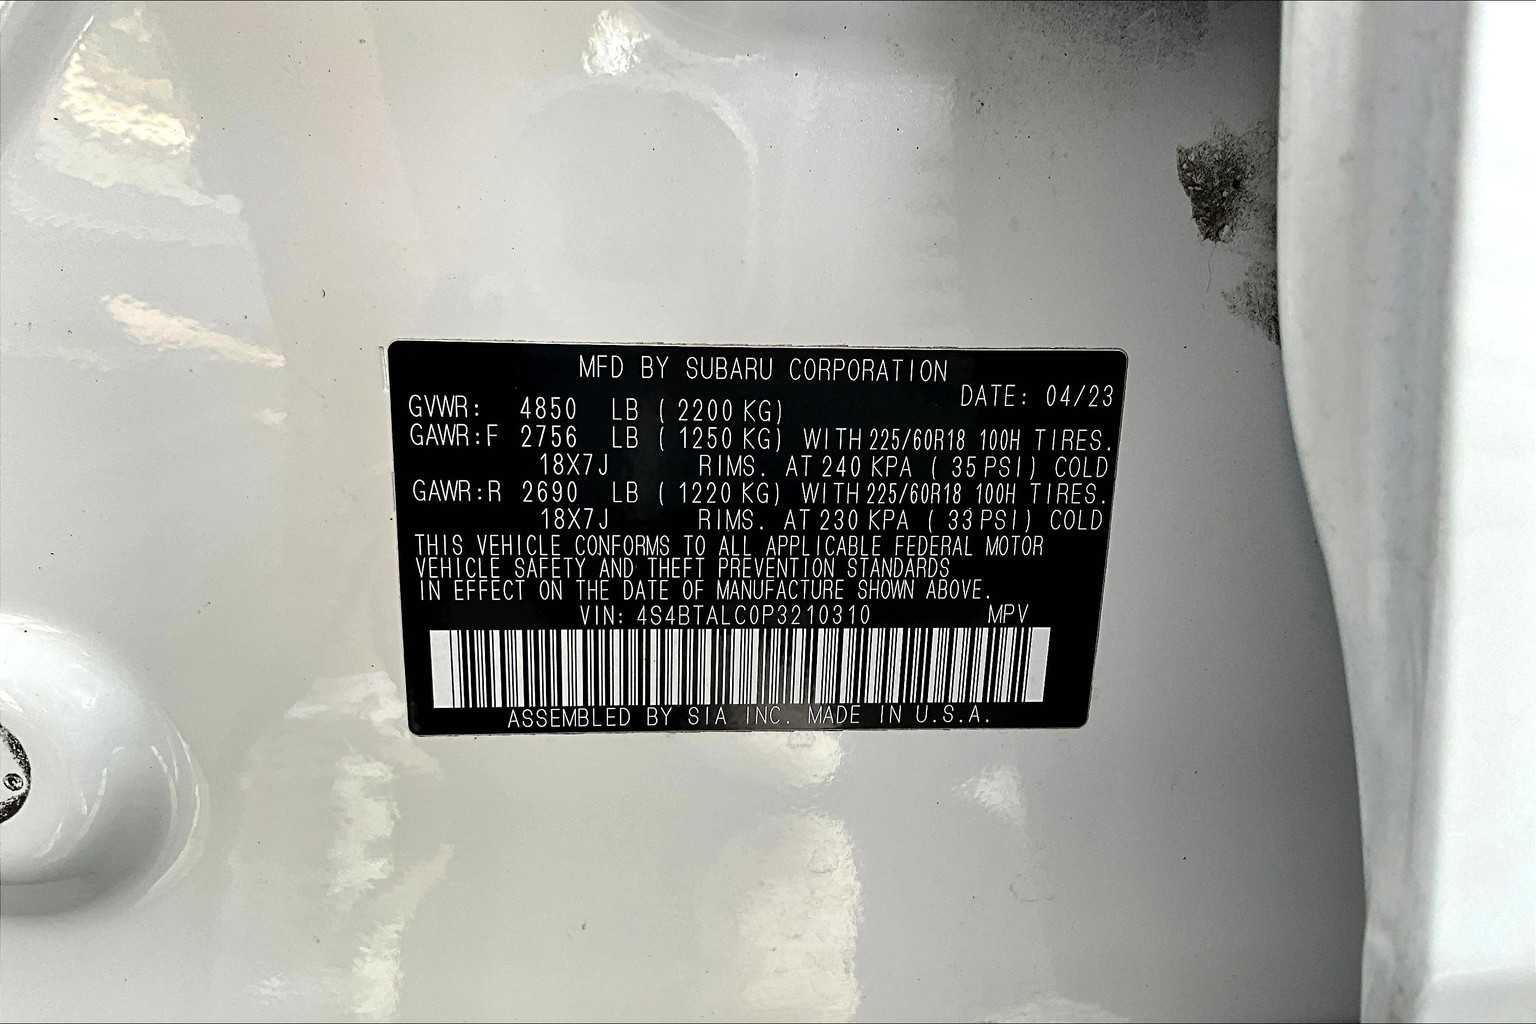 MFD BY SUBARU CORPORATION
DATE: 04/23
GVWR: 4850 LB ( 2200 KG)
GAWR:F 2756 LB ( 1250 KG) WITH 225/60R18 100H TIRES.
18X7J RIMS. AT 240 KPA ( 35 PSI) COLD
GAWR:R 2690 LB ( 1220 KG) WITH 225/60R18 100H TIRES.
18X7J RIMS. AT 230 KPA ( 33 PSI) COLD
THIS VEHICLE CONFORMS TO ALL APPLICABLE FEDERAL MOTOR
VEHICLE SAFETY AND THEFT PREVENTION STANDARDS
IN EFFECT ON THE DATE OF MANUFACTURE SHOWN ABOVE.
VIN: 4S4BTALC0P3210310 MPV
ASSEMBLED BY SIA INC. MADE IN U.S.A.